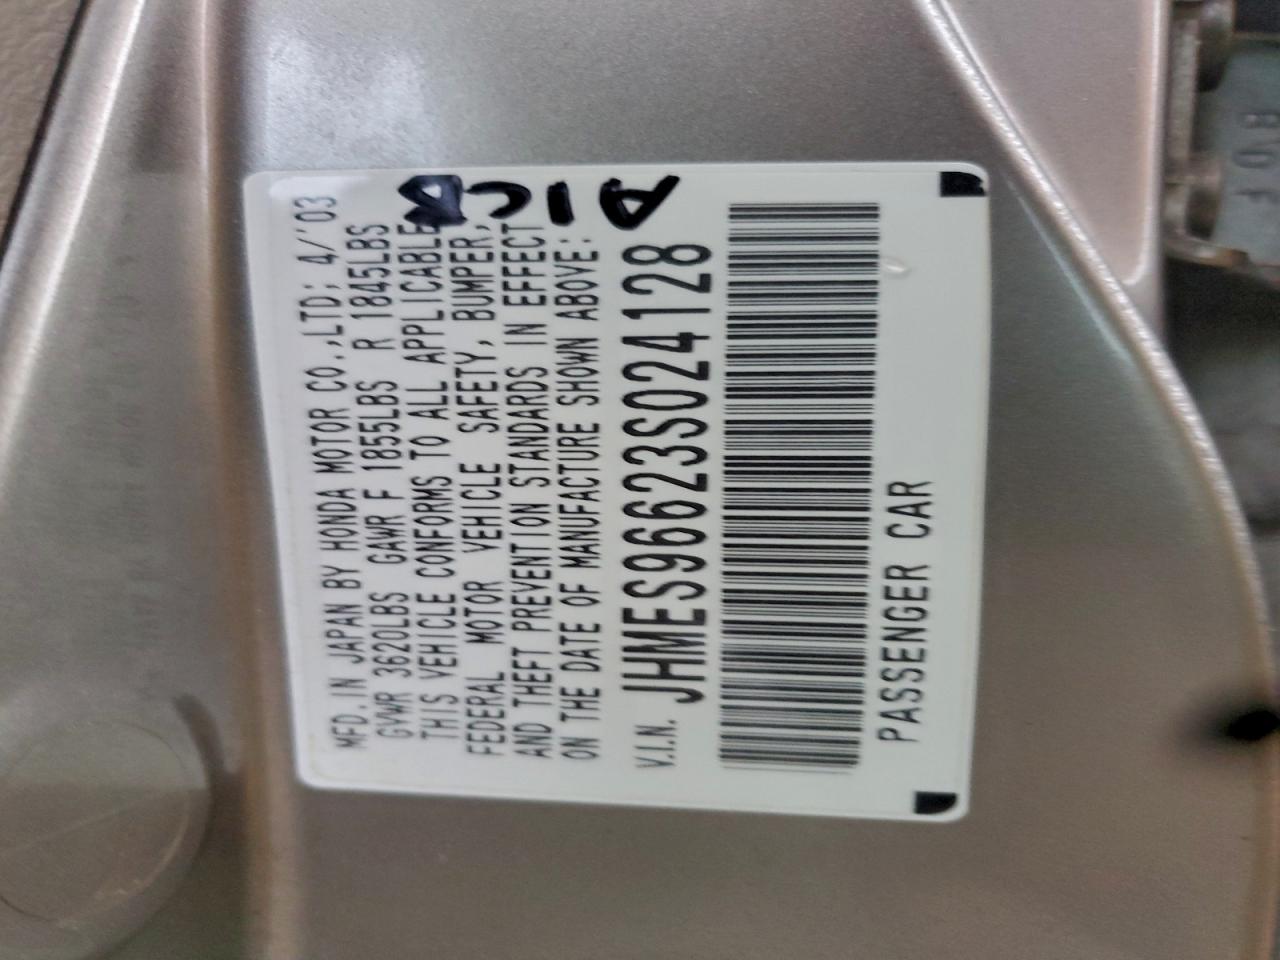 MFD. IN JAPAN BY HONDA MOTOR CO.,LTD; 4/'03
GVWR 3620LBS GAWR F 1855LBS R 1845LBS
THIS VEHICLE CONFORMS TO ALL APPLICABLE
FEDERAL MOTOR VEHICLE SAFETY, BUMPER,
AND THEFT PREVENTION STANDARDS IN EFFECT
ON THE DATE OF MANUFACTURE SHOWN ABOVE:
V.I.N. JHMES96623S024128
PASSENGER CAR